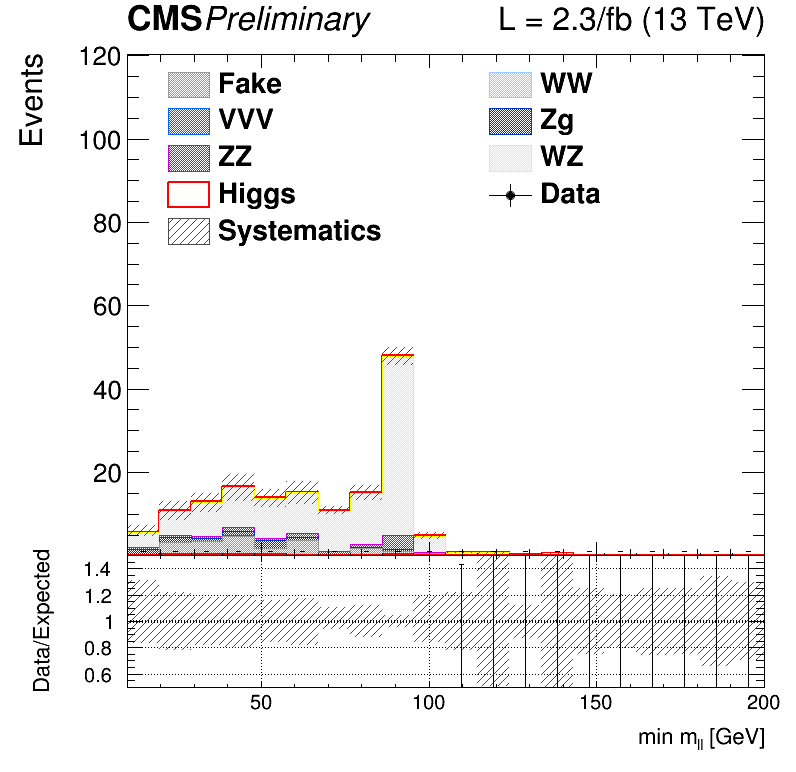 CMS Preliminary L = 2.3/fb (13 TeV)
Events
120
100
80
60
40
20
Fake WW
VVV Zg
ZZ WZ
Higgs Data
Systematics
Data/Expected
1.4
1.2
1
0.8
0.6
50 100 150 200
min m_ll [GeV]